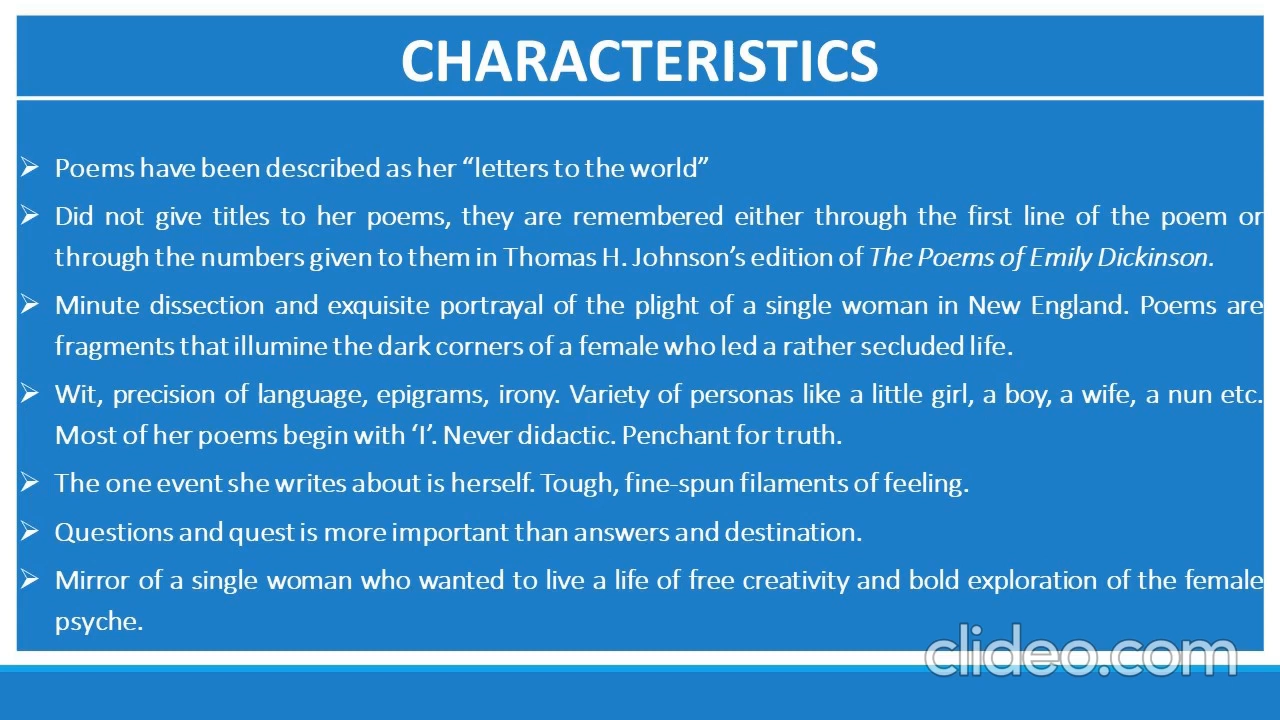 CHARACTERISTICS
➢ Poems have been described as her “letters to the world”
➢ Did not give titles to her poems, they are remembered either through the first line of the poem or
through the numbers given to them in Thomas H. Johnson’s edition of The Poems of Emily Dickinson.
➢ Minute dissection and exquisite portrayal of the plight of a single woman in New England. Poems are
fragments that illumine the dark corners of a female who led a rather secluded life.
➢ Wit, precision of language, epigrams, irony. Variety of personas like a little girl, a boy, a wife, a nun etc.
Most of her poems begin with ‘I’. Never didactic. Penchant for truth.
➢ The one event she writes about is herself. Tough, fine-spun filaments of feeling.
➢ Questions and quest is more important than answers and destination.
➢ Mirror of a single woman who wanted to live a life of free creativity and bold exploration of the female
psyche.
clideo.com